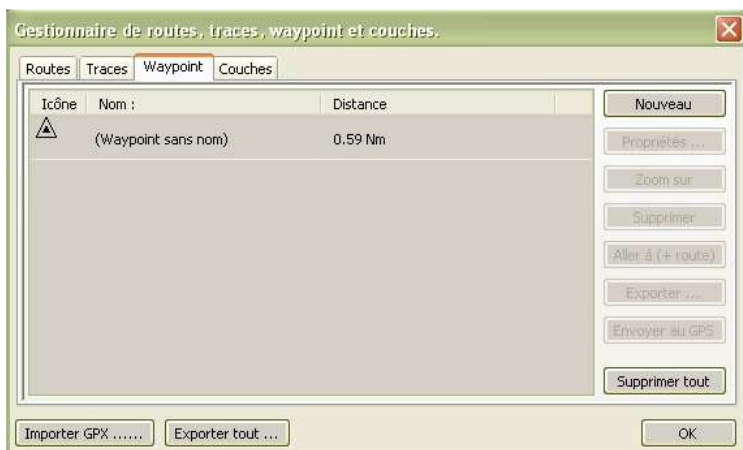 Gestionnaire de routes, traces, waypoint et couches.
Routes Traces Waypoint Couches
Icône Nom : Distance
(Waypoint sans nom) 0.59 Nm
Nouveau
Propriétés ...
Zoom sur
Supprimer
Aller à (+ route)
Exporter ...
Envoyer au GPS
Supprimer tout
Importer GPX ...... Exporter tout ... OK